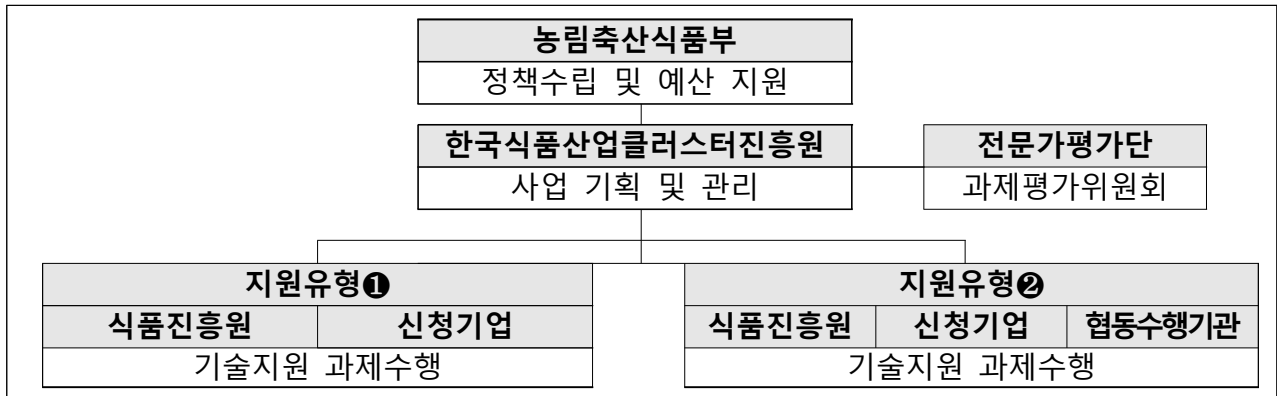 농림축산식품부
정책수립 및 예산 지원
한국식품산업클러스터진흥원
전문가평가단
사업 기획 및 관리
과제평가위원회
지원유형❶
지원유형❷
식품진흥원
신청기업
식품진흥원
신청기업
협동수행기관
기술지원 과제수행
기술지원 과제수행